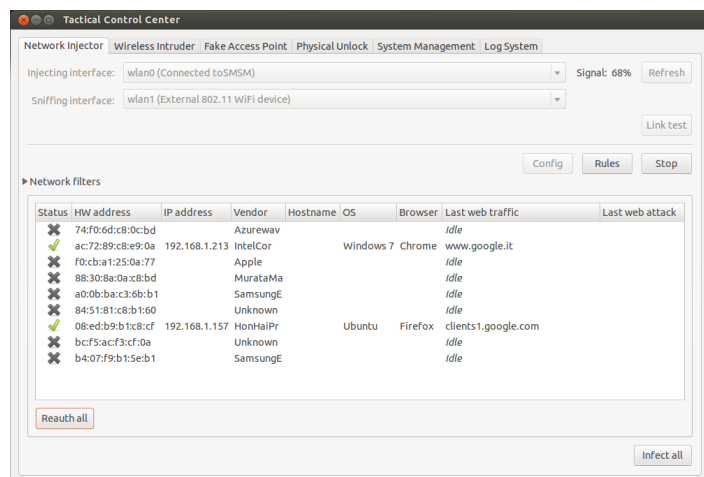 Tactical Control Center
Network Injector Wireless Intruder Fake Access Point Physical Unlock System Management Log System
Injecting interface: wlan0 (Connected toSMSM) Signal: 68% Refresh
Sniffing interface: wlan1 (External 802.11 WiFi device)
Link test
Config Rules Stop
Network filters
Status HW address IP address Vendor Hostname OS Browser Last web traffic Last web attack
74:f0:6d:c8:0c:bd Azurewav Idle
ac:72:89:c8:e9:0a 192.168.1.213 IntelCor Windows 7 Chrome www.google.it
f0:cb:a1:25:0a:77 Apple Idle
88:30:8a:0a:c8:bd MurataMa Idle
a0:0b:ba:c3:6b:b1 SamsungE Idle
84:51:81:c8:b1:60 Unknown Idle
08:ed:b9:b1:c8:cf 192.168.1.157 HonHaiPr Ubuntu Firefox clients1.google.com
bc:f5:ac:f3:cf:0a Unknown Idle
b4:07:f9:b1:5e:b1 SamsungE Idle
Reauth all
Infect all